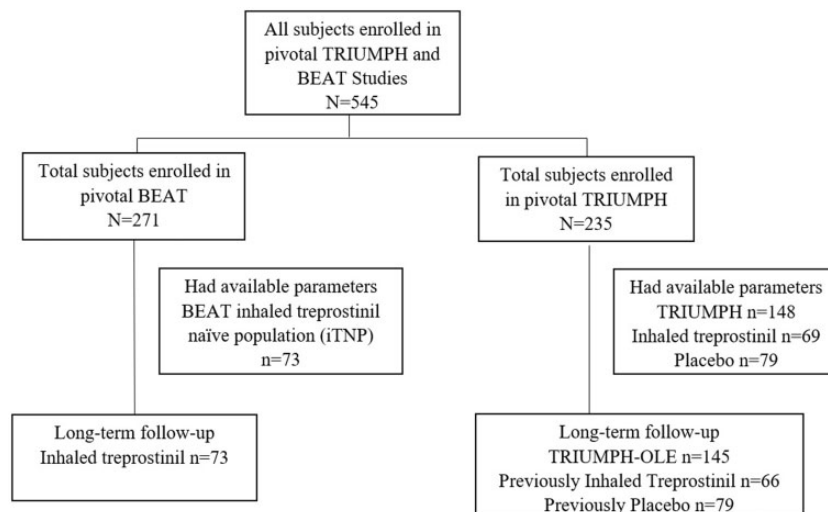 All subjects enrolled in
pivotal TRIUMPH and
BEAT Studies
N=545
Total subjects enrolled in
pivotal BEAT
N=271
Total subjects enrolled
in pivotal TRIUMPH
N=235
Had available parameters
BEAT inhaled treprostinil
naïve population (iTNP)
n=73
Had available parameters
TRIUMPH n=148
Inhaled treprostinil n=69
Placebo n=79
Long-term follow-up
Inhaled treprostinil n=73
Long-term follow-up
TRIUMPH-OLE n=145
Previously Inhaled Treprostinil n=66
Previously Placebo n=79